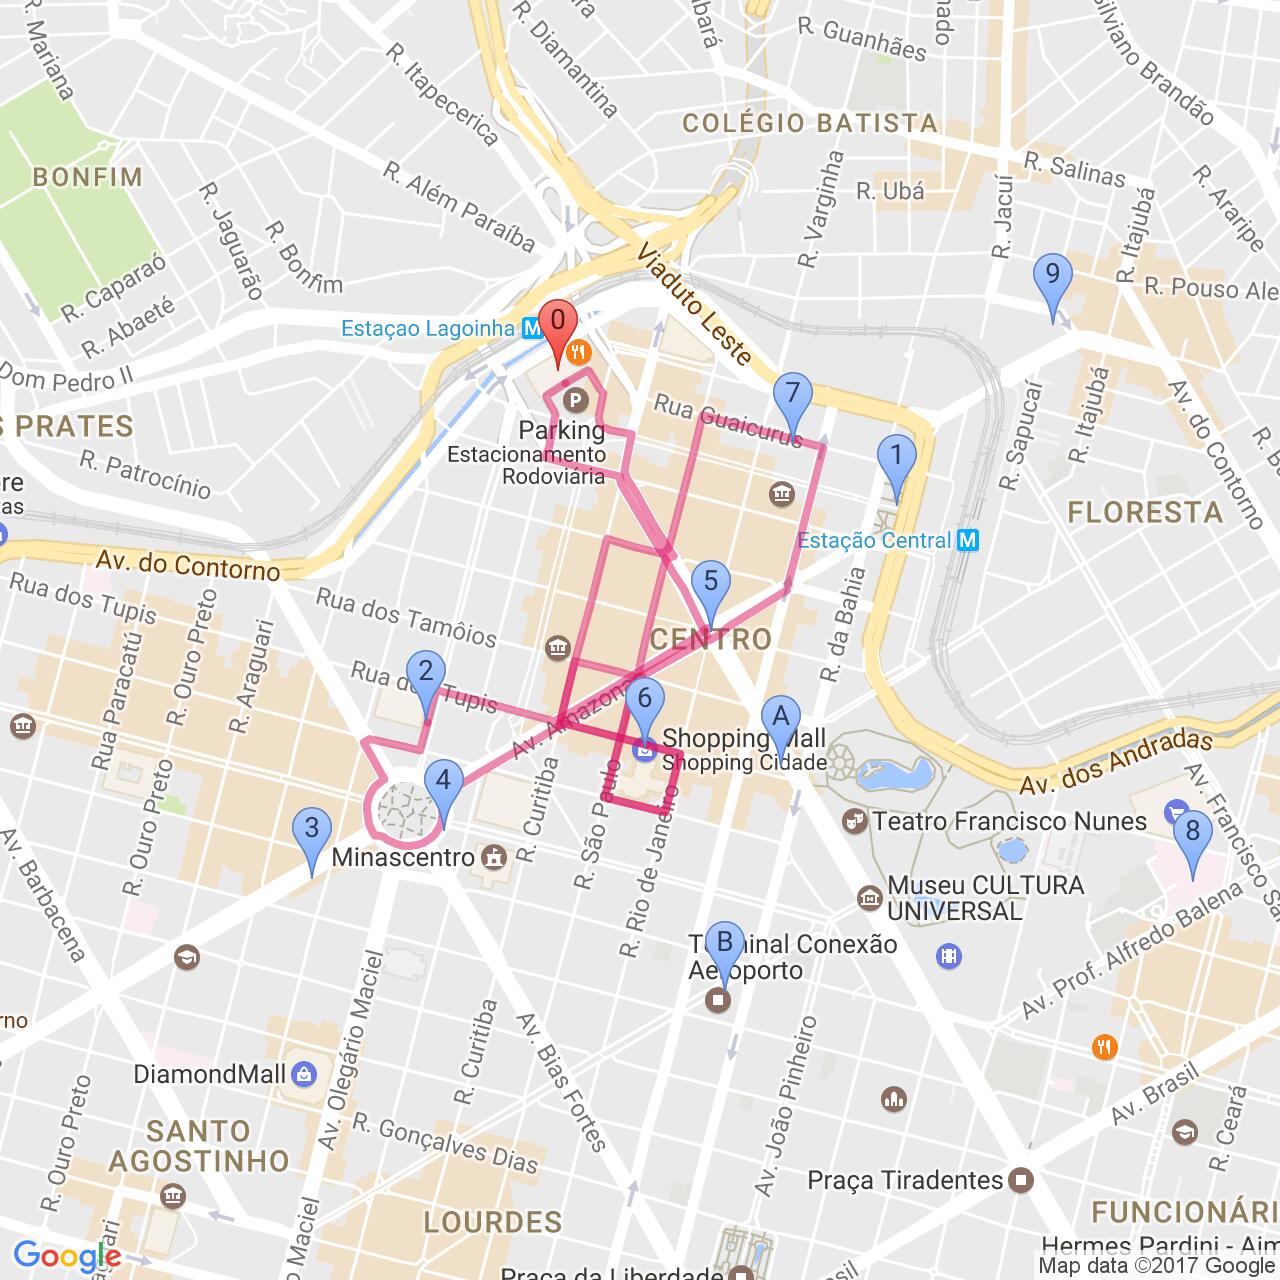 R. Mariana
R. Itapecerica
R. Diamantina
R. Guanhães
Silviano Brandão
COLÉGIO BATISTA
BONFIM
R. Além Paraíba
R. Jaguarão
R. Bonfim
R. Salinas
R. Ubá
R. Varginha
R. Jacuí
R. Itajubá
R. Araripe
R. Caparaó
R. Abaeté
Viaduto Leste
9
R. Pouso Ale
Estaçao Lagoinha
M
0
Dom Pedro II
S PRATES
R. Patrocínio
P
Parking
Estacionamento
Rodoviária
Rua Guaicurus
7
1
R. Sapucaí
R. Itajubá
Av. do Contorno
R. Ba
FLORESTA
Estação Central
M
re
tas
Av. do Contorno
Rua dos Tupis
Rua dos Tamôios
R. Ouro Preto
R. Araguari
Rua Paracatú
5
CENTRO
R. da Bahia
2
Tupis
6
A
Av. Amazonas
Shopping Mall
Shopping Cidade
Av. dos Andradas
4
3
R. Ouro Preto
Minascentro
R. Curitiba
R. São Paulo
R. Rio de Janeiro
Teatro Francisco Nunes
8
Museu CULTURA
UNIVERSAL
Av. Prof. Alfredo Balena
Av. Barbacena
B
Conexão
Aeroporto
rno
Av. Olegário Maciel
R. Curitiba
Av. Bias Fortes
Av. João Pinheiro
Av. Brasil
DiamondMall
R. Ouro Preto
R. Gonçalves Dias
SANTO
AGOSTINHO
R. Ceará
Praça Tiradentes
LOURDES
FUNCIONÁRI
Maciel
Hermes Pardini - Aim
Google
Praça da Liberdade
Map data ©2017 Google